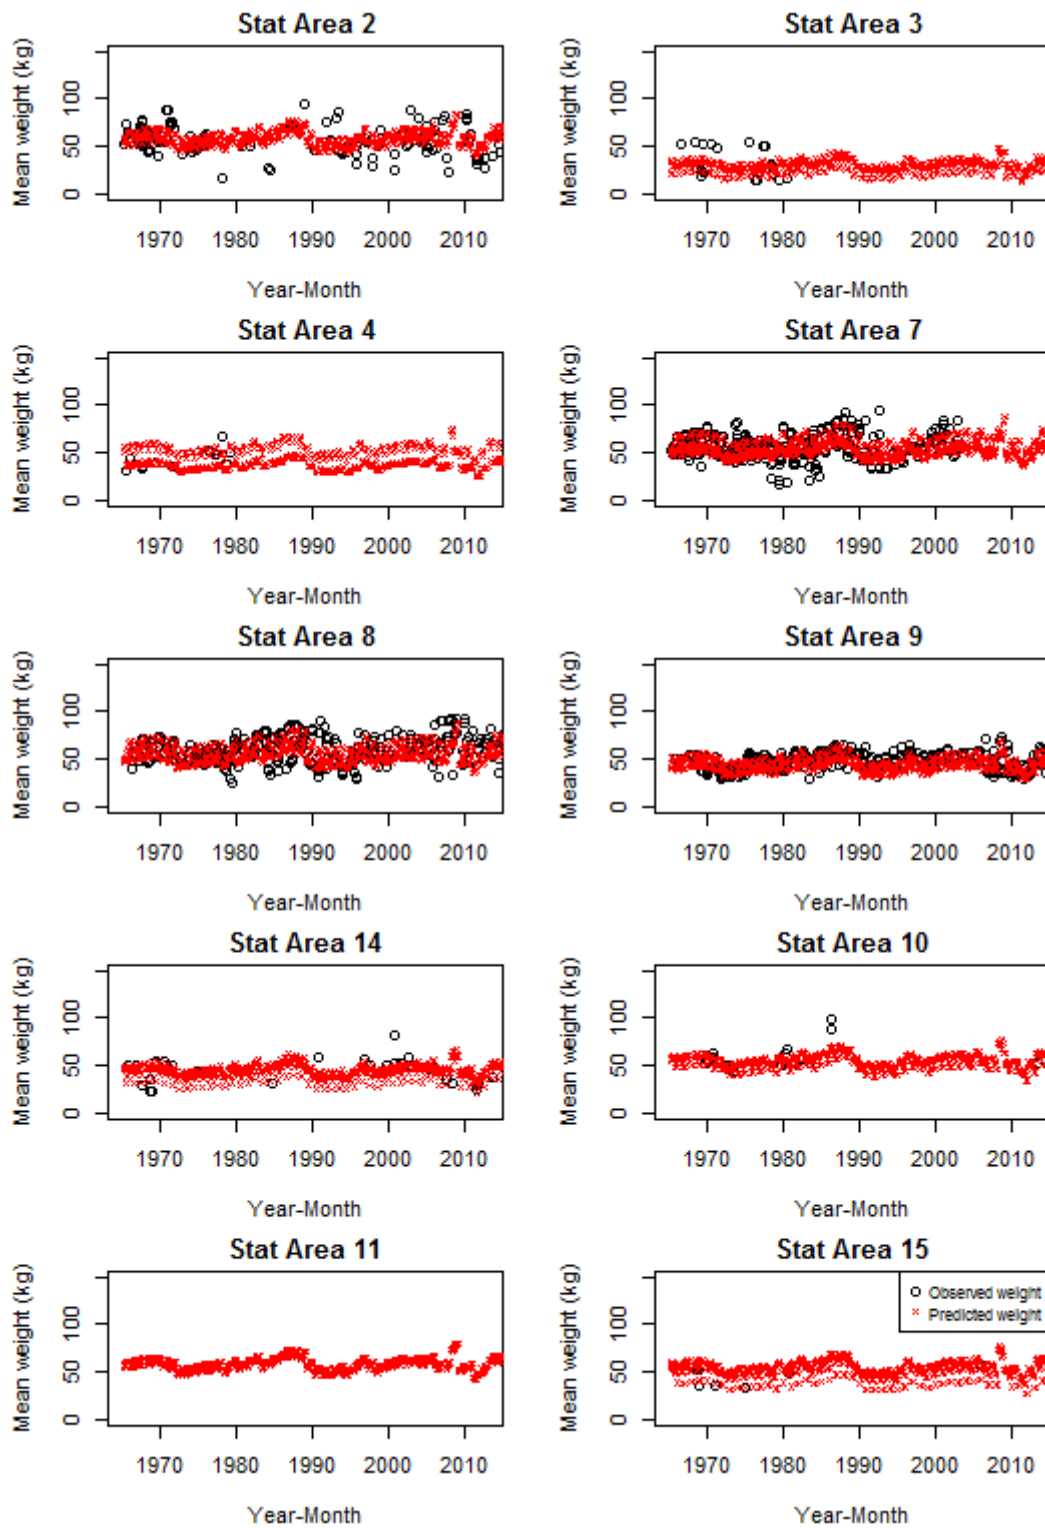 Stat Area 2
Mean weight (kg)
0 50 100
1970 1980 1990 2000 2010
Year-Month
Stat Area 3
Mean weight (kg)
0 50 100
1970 1980 1990 2000 2010
Year-Month
Stat Area 4
Mean weight (kg)
0 50 100
1970 1980 1990 2000 2010
Year-Month
Stat Area 7
Mean weight (kg)
0 50 100
1970 1980 1990 2000 2010
Year-Month
Stat Area 8
Mean weight (kg)
0 50 100
1970 1980 1990 2000 2010
Year-Month
Stat Area 9
Mean weight (kg)
0 50 100
1970 1980 1990 2000 2010
Year-Month
Stat Area 14
Mean weight (kg)
0 50 100
1970 1980 1990 2000 2010
Year-Month
Stat Area 10
Mean weight (kg)
0 50 100
1970 1980 1990 2000 2010
Year-Month
Stat Area 11
Mean weight (kg)
0 50 100
1970 1980 1990 2000 2010
Year-Month
Stat Area 15
Mean weight (kg)
0 50 100
Observed weight
Predicted weight
1970 1980 1990 2000 2010
Year-Month